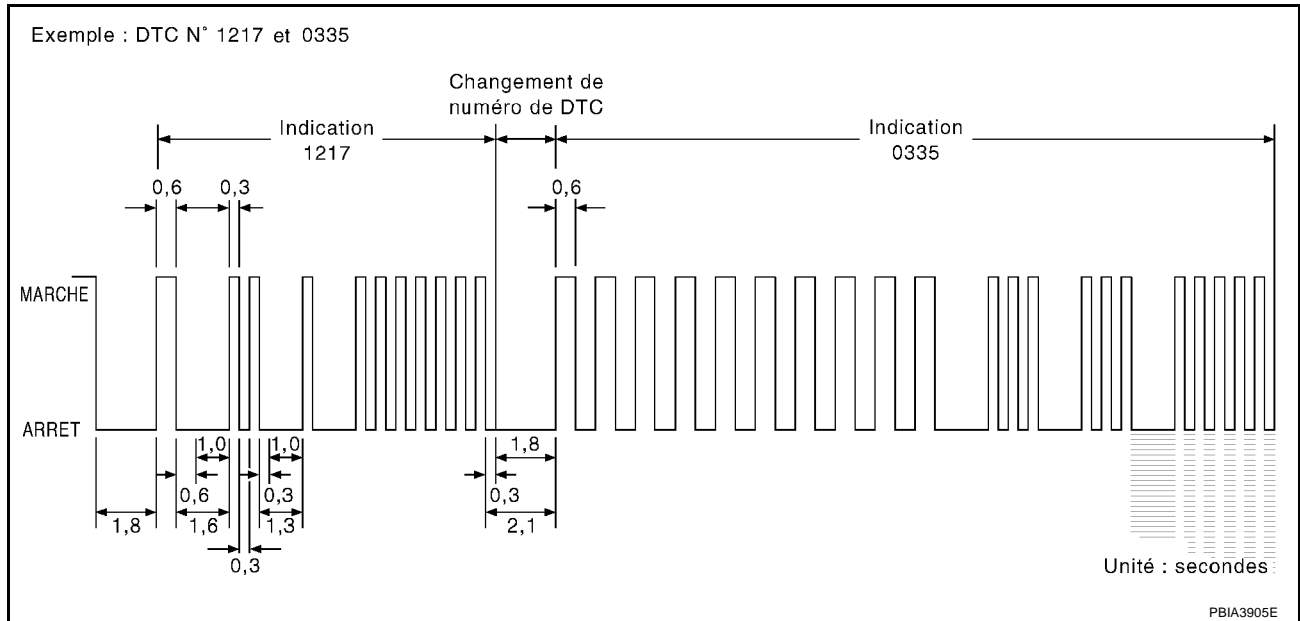 Exemple : DTC N° 1217 et 0335
Changement de
numéro de DTC
Indication
1217
Indication
0335
0,6
0,3
0,6
MARCHE
ARRET
1,0
1,0
1,8
0,6
0,3
0,3
1,8
1,6
1,3
2,1
0,3
Unité : secondes
PBIA3905E